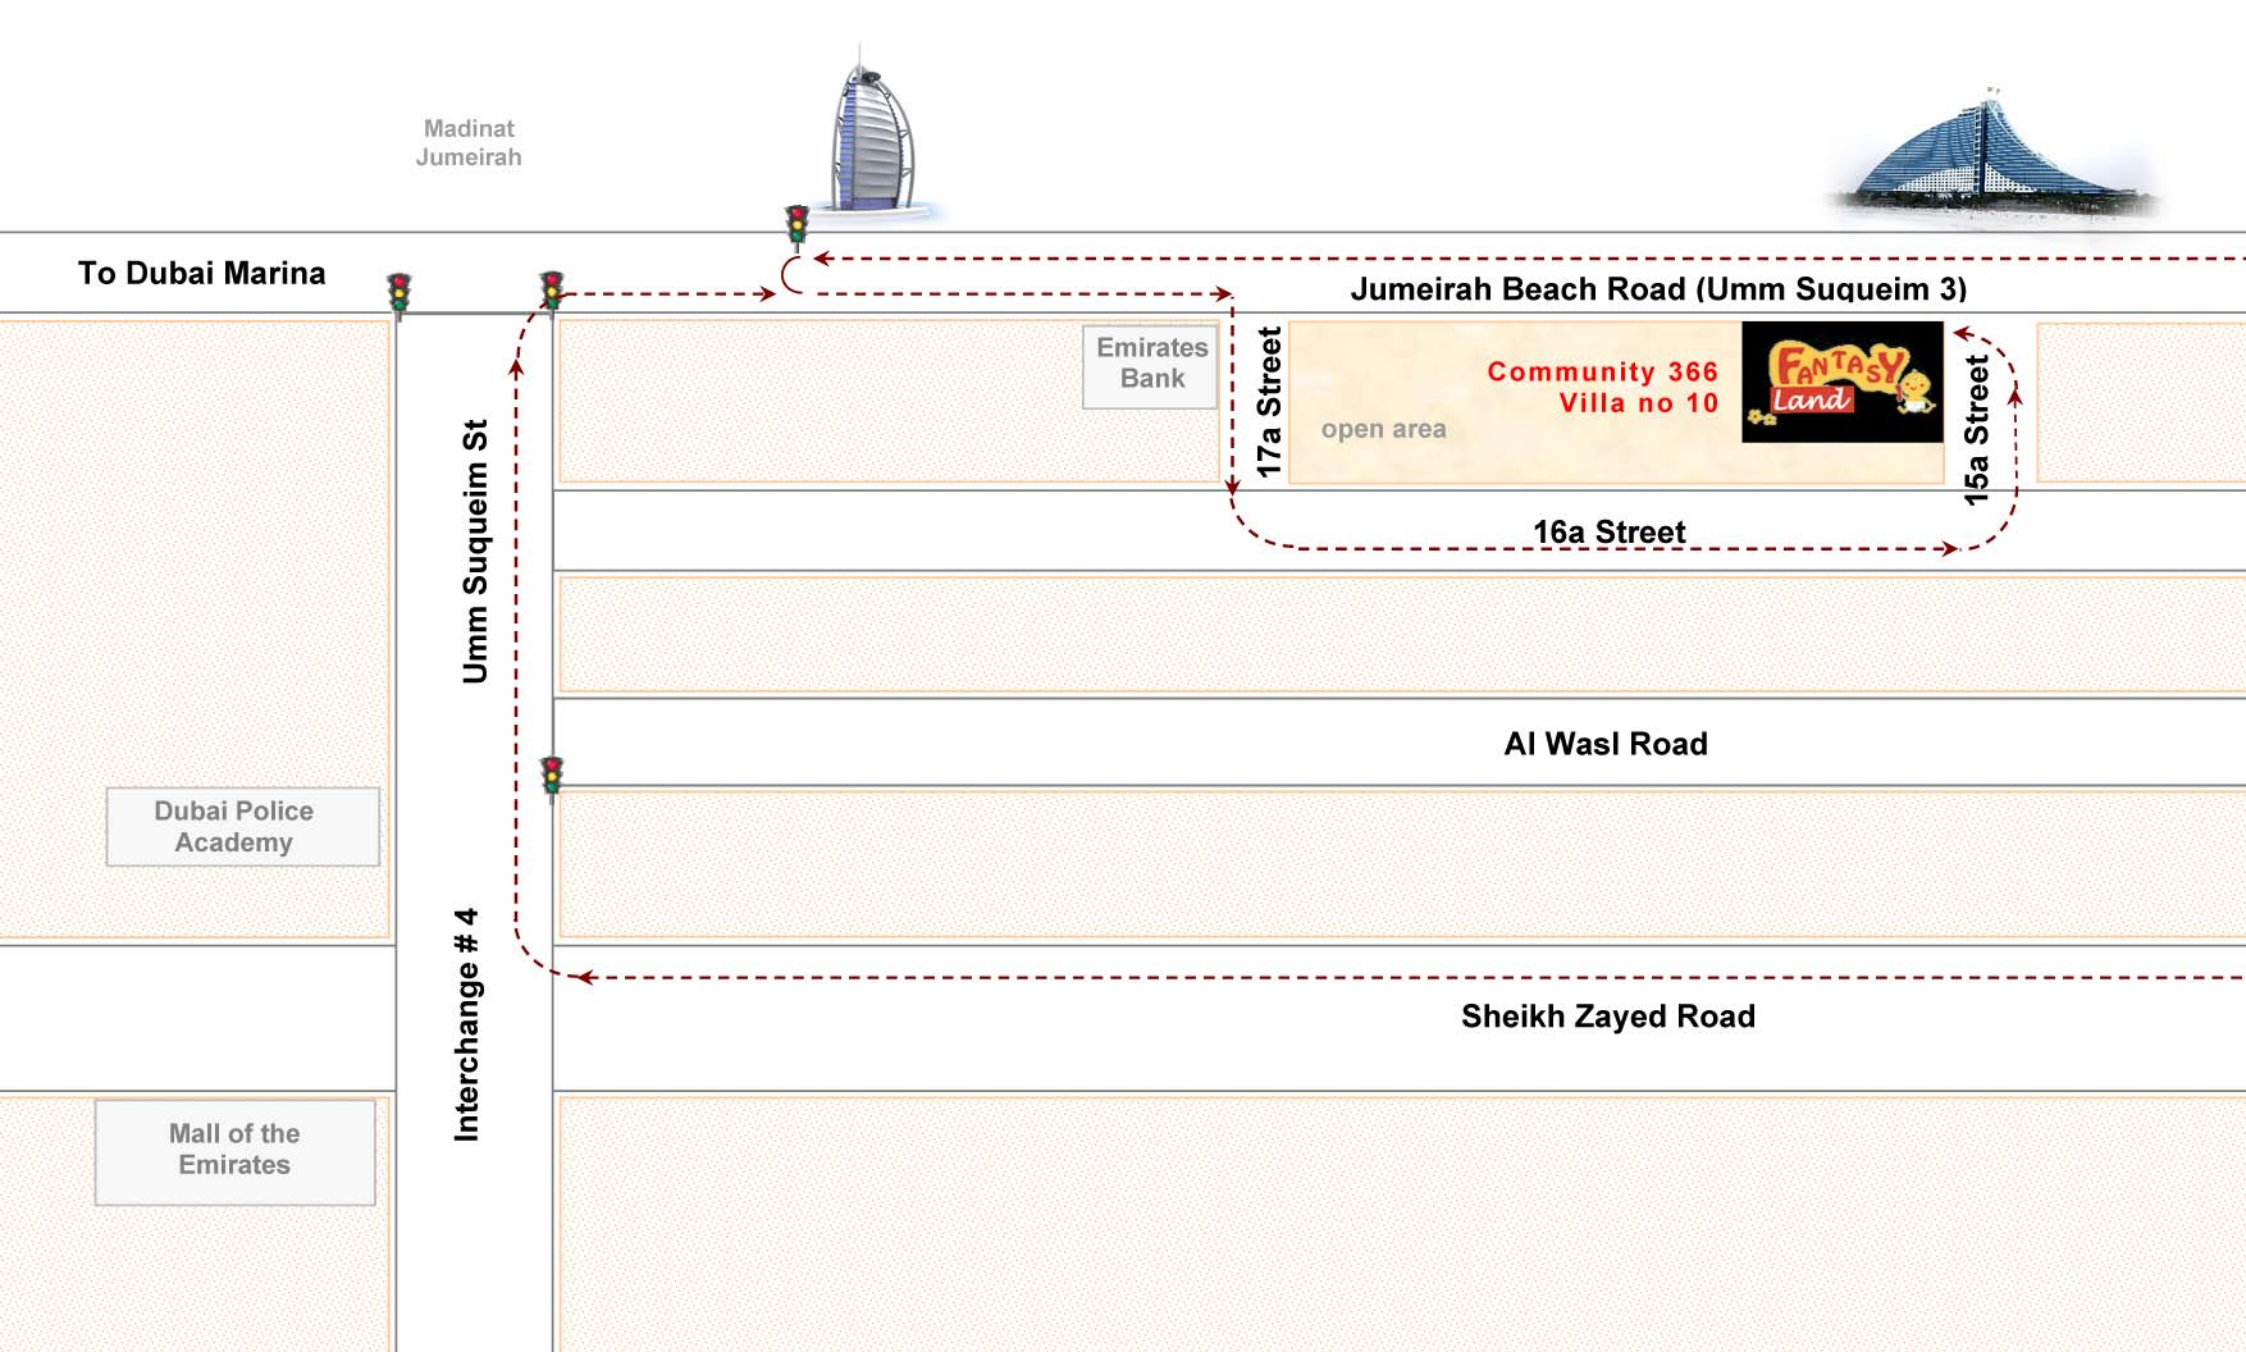 Madinat
Jumeirah
To Dubai Marina
Jumeirah Beach Road (Umm Suqueim 3)
Emirates
Bank
17a Street
Community 366
Villa no 10
open area
FANTASY
Land
15a Street
16a Street
Umm Suqueim St
Al Wasl Road
Dubai Police
Academy
Interchange # 4
Sheikh Zayed Road
Mall of the
Emirates